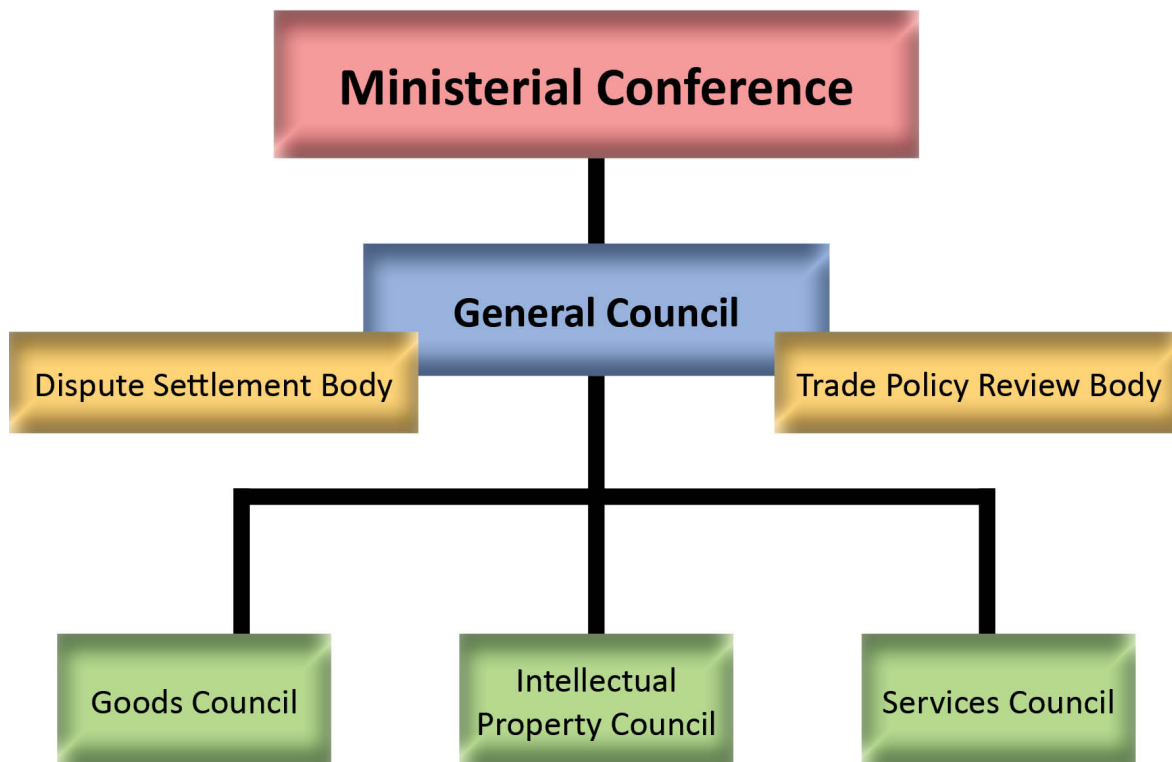 Ministerial Conference
General Council
Dispute Settlement Body
Trade Policy Review Body
Goods Council
Intellectual
Property Council
Services Council